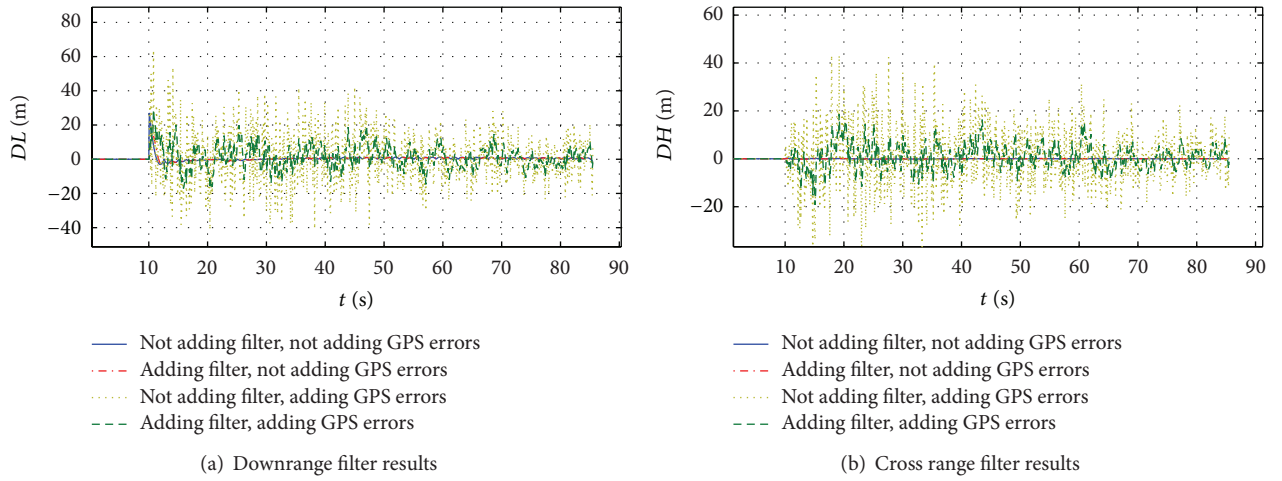 80
60
40
20
0
−20
−40
DL (m)
10 20 30 40 50 60 70 80 90
t (s)
Not adding filter, not adding GPS errors
Adding filter, not adding GPS errors
Not adding filter, adding GPS errors
Adding filter, adding GPS errors
(a) Downrange filter results
60
40
20
0
−20
DH (m)
10 20 30 40 50 60 70 80 90
t (s)
Not adding filter, not adding GPS errors
Adding filter, not adding GPS errors
Not adding filter, adding GPS errors
Adding filter, adding GPS errors
(b) Cross range filter results